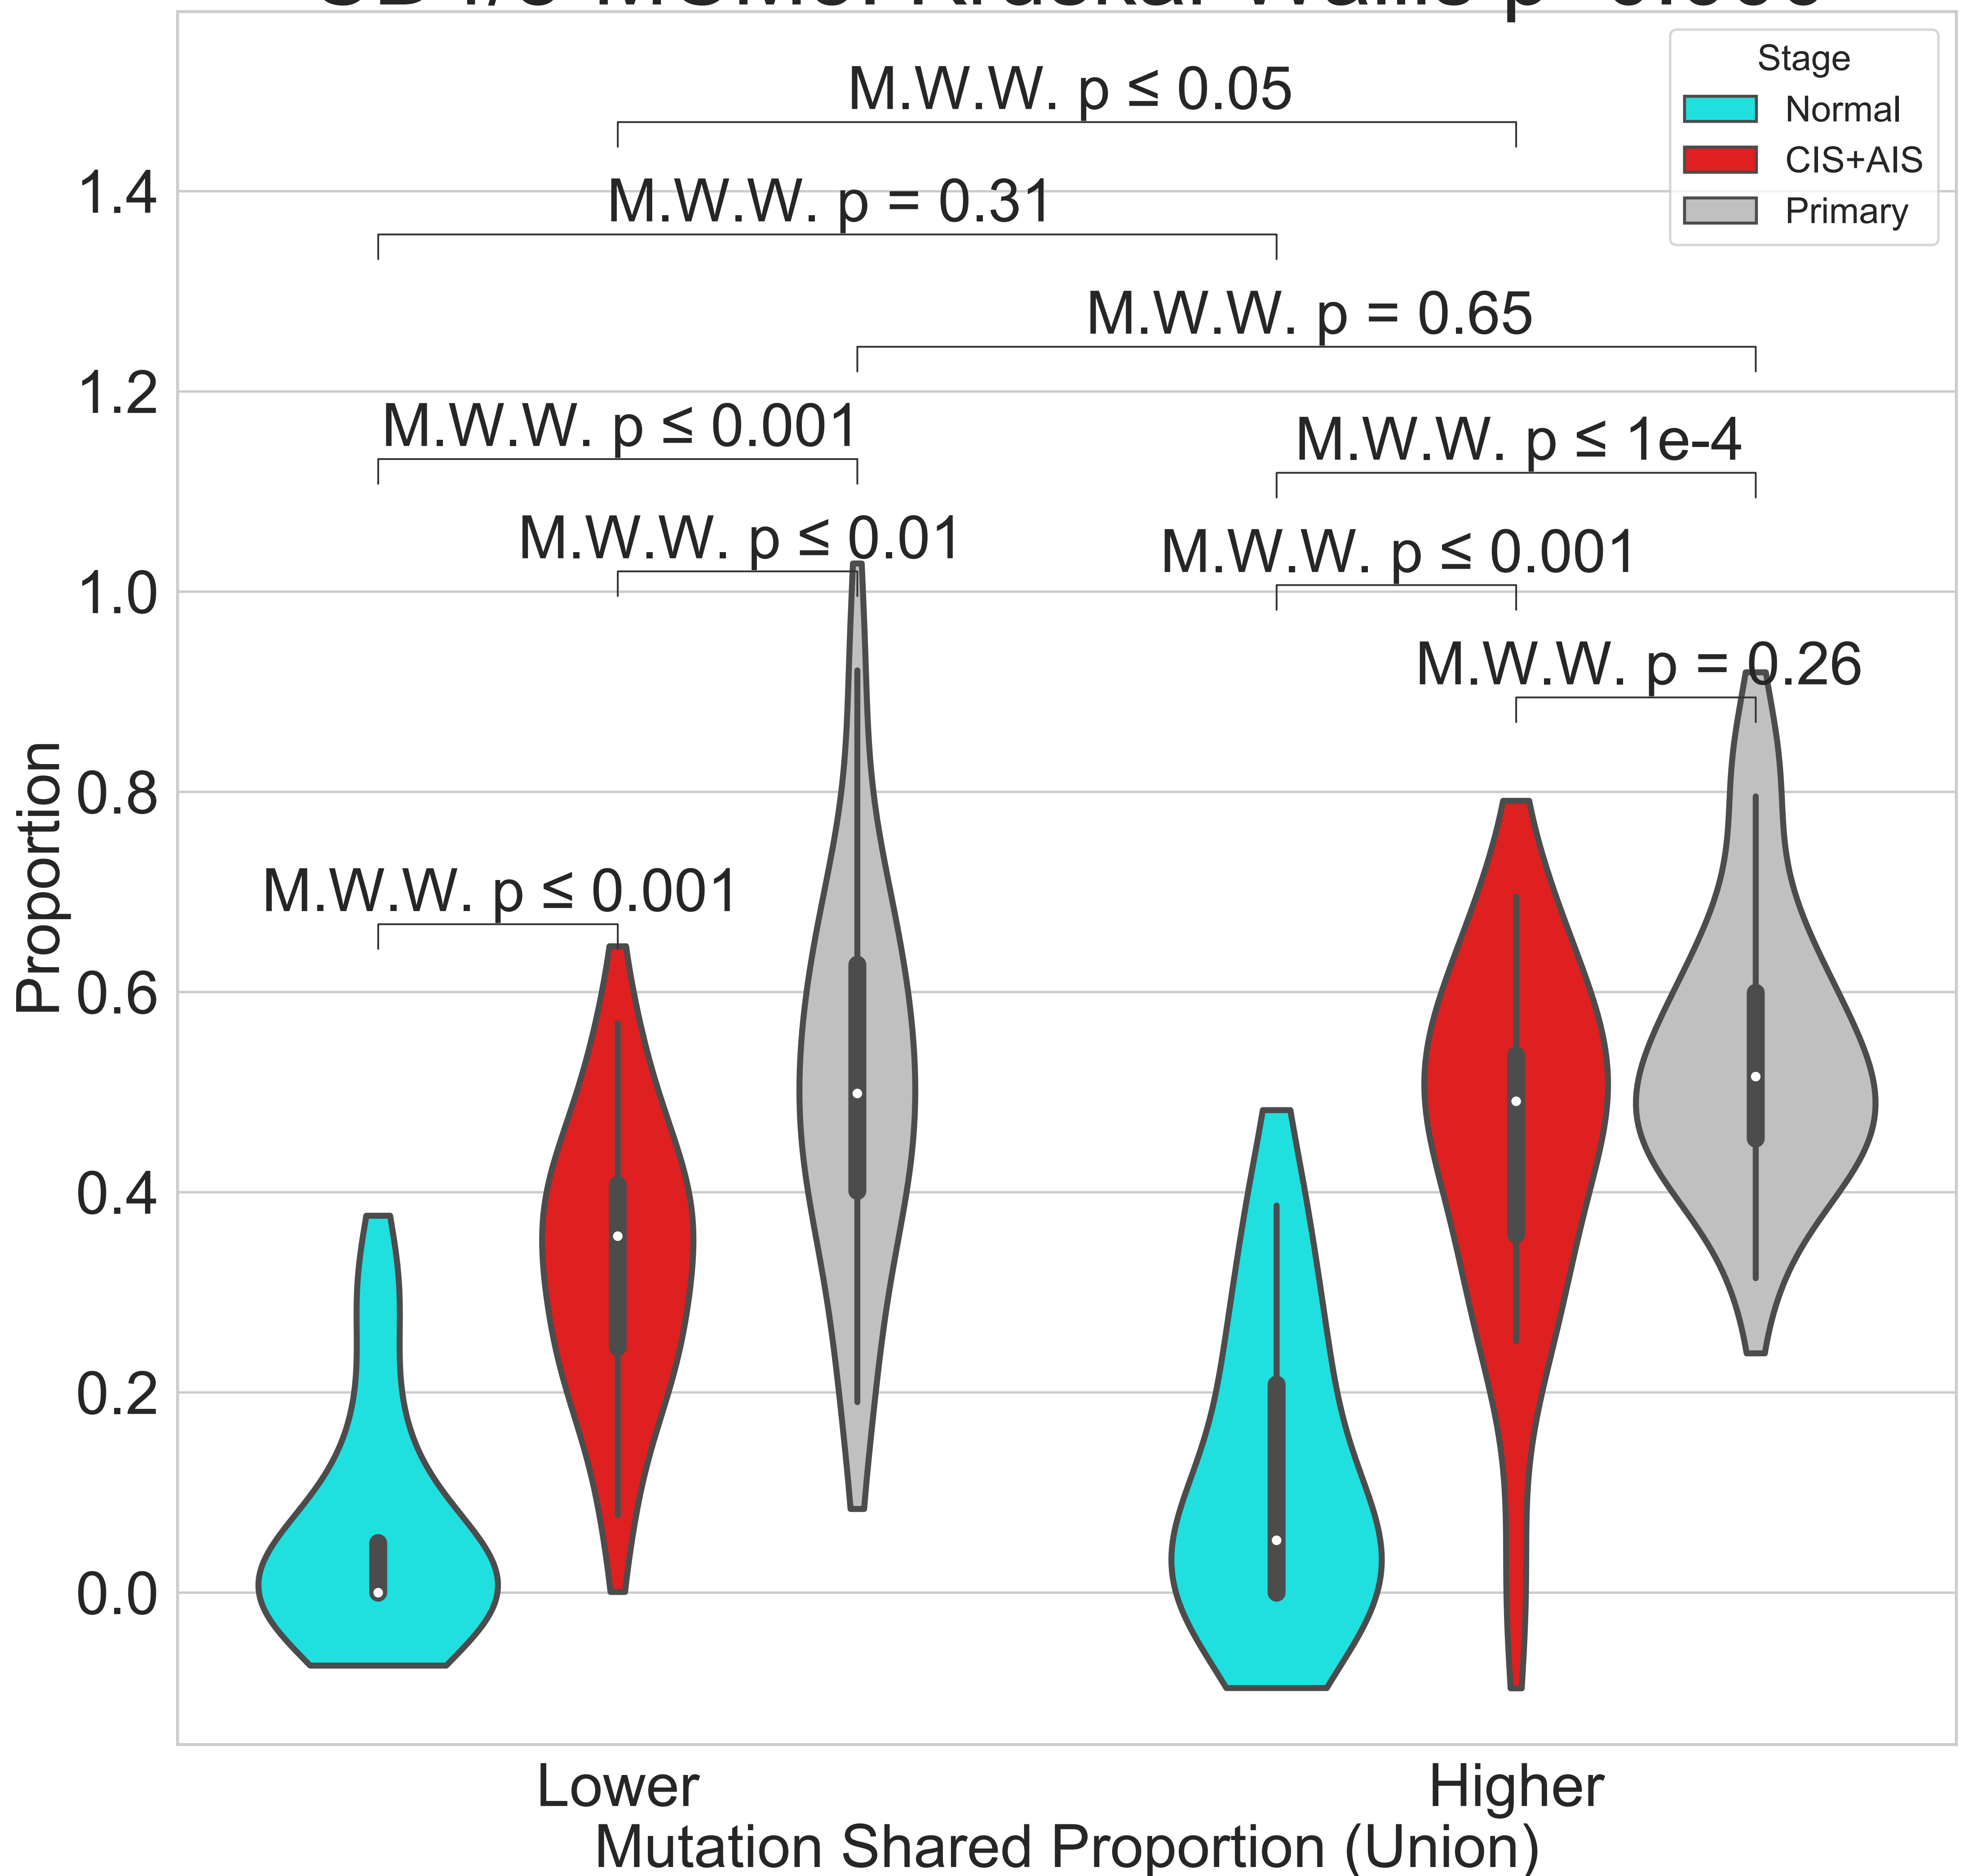 Stage
Normal
CIS+AIS
Primary
M.W.W. p ≤ 0.05
M.W.W. p = 0.31
M.W.W. p = 0.65
M.W.W. p ≤ 0.001
M.W.W. p ≤ 1e-4
M.W.W. p ≤ 0.01
M.W.W. p ≤ 0.001
M.W.W. p = 0.26
M.W.W. p ≤ 0.001
1.4
1.2
1.0
0.8
0.6
0.4
0.2
0.0
Proportion
Lower
Higher
Mutation Shared Proportion (Union)